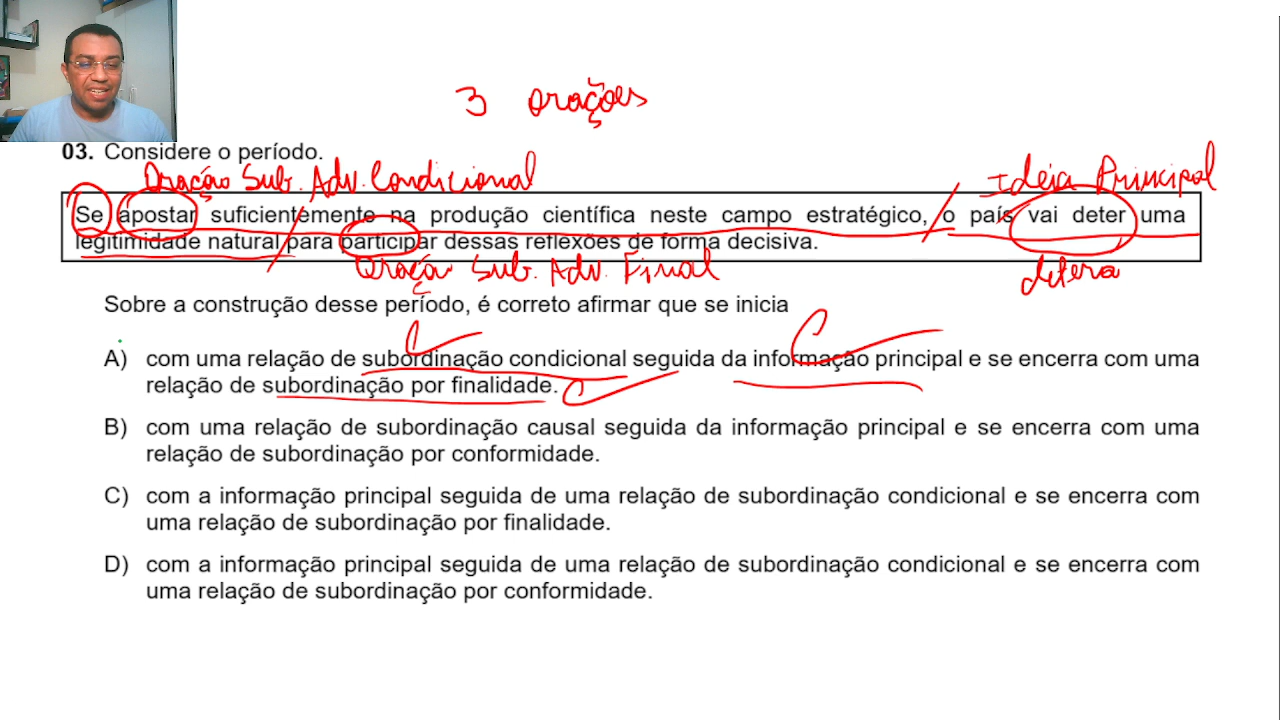 3 orações
03. Considere o período.
Oração Sub. Adv. Condicional
Ideia Principal
Se apostar suficientemente na produção científica neste campo estratégico, o país vai deter uma
legitimidade natural para participar dessas reflexões de forma decisiva.
Oração Sub. Adv. Final
deterá
Sobre a construção desse período, é correto afirmar que se inicia
A) com uma relação de subordinação condicional seguida da informação principal e se encerra com uma
relação de subordinação por finalidade.
B) com uma relação de subordinação causal seguida da informação principal e se encerra com uma
relação de subordinação por conformidade.
C) com a informação principal seguida de uma relação de subordinação condicional e se encerra com
uma relação de subordinação por finalidade.
D) com a informação principal seguida de uma relação de subordinação condicional e se encerra com
uma relação de subordinação por conformidade.